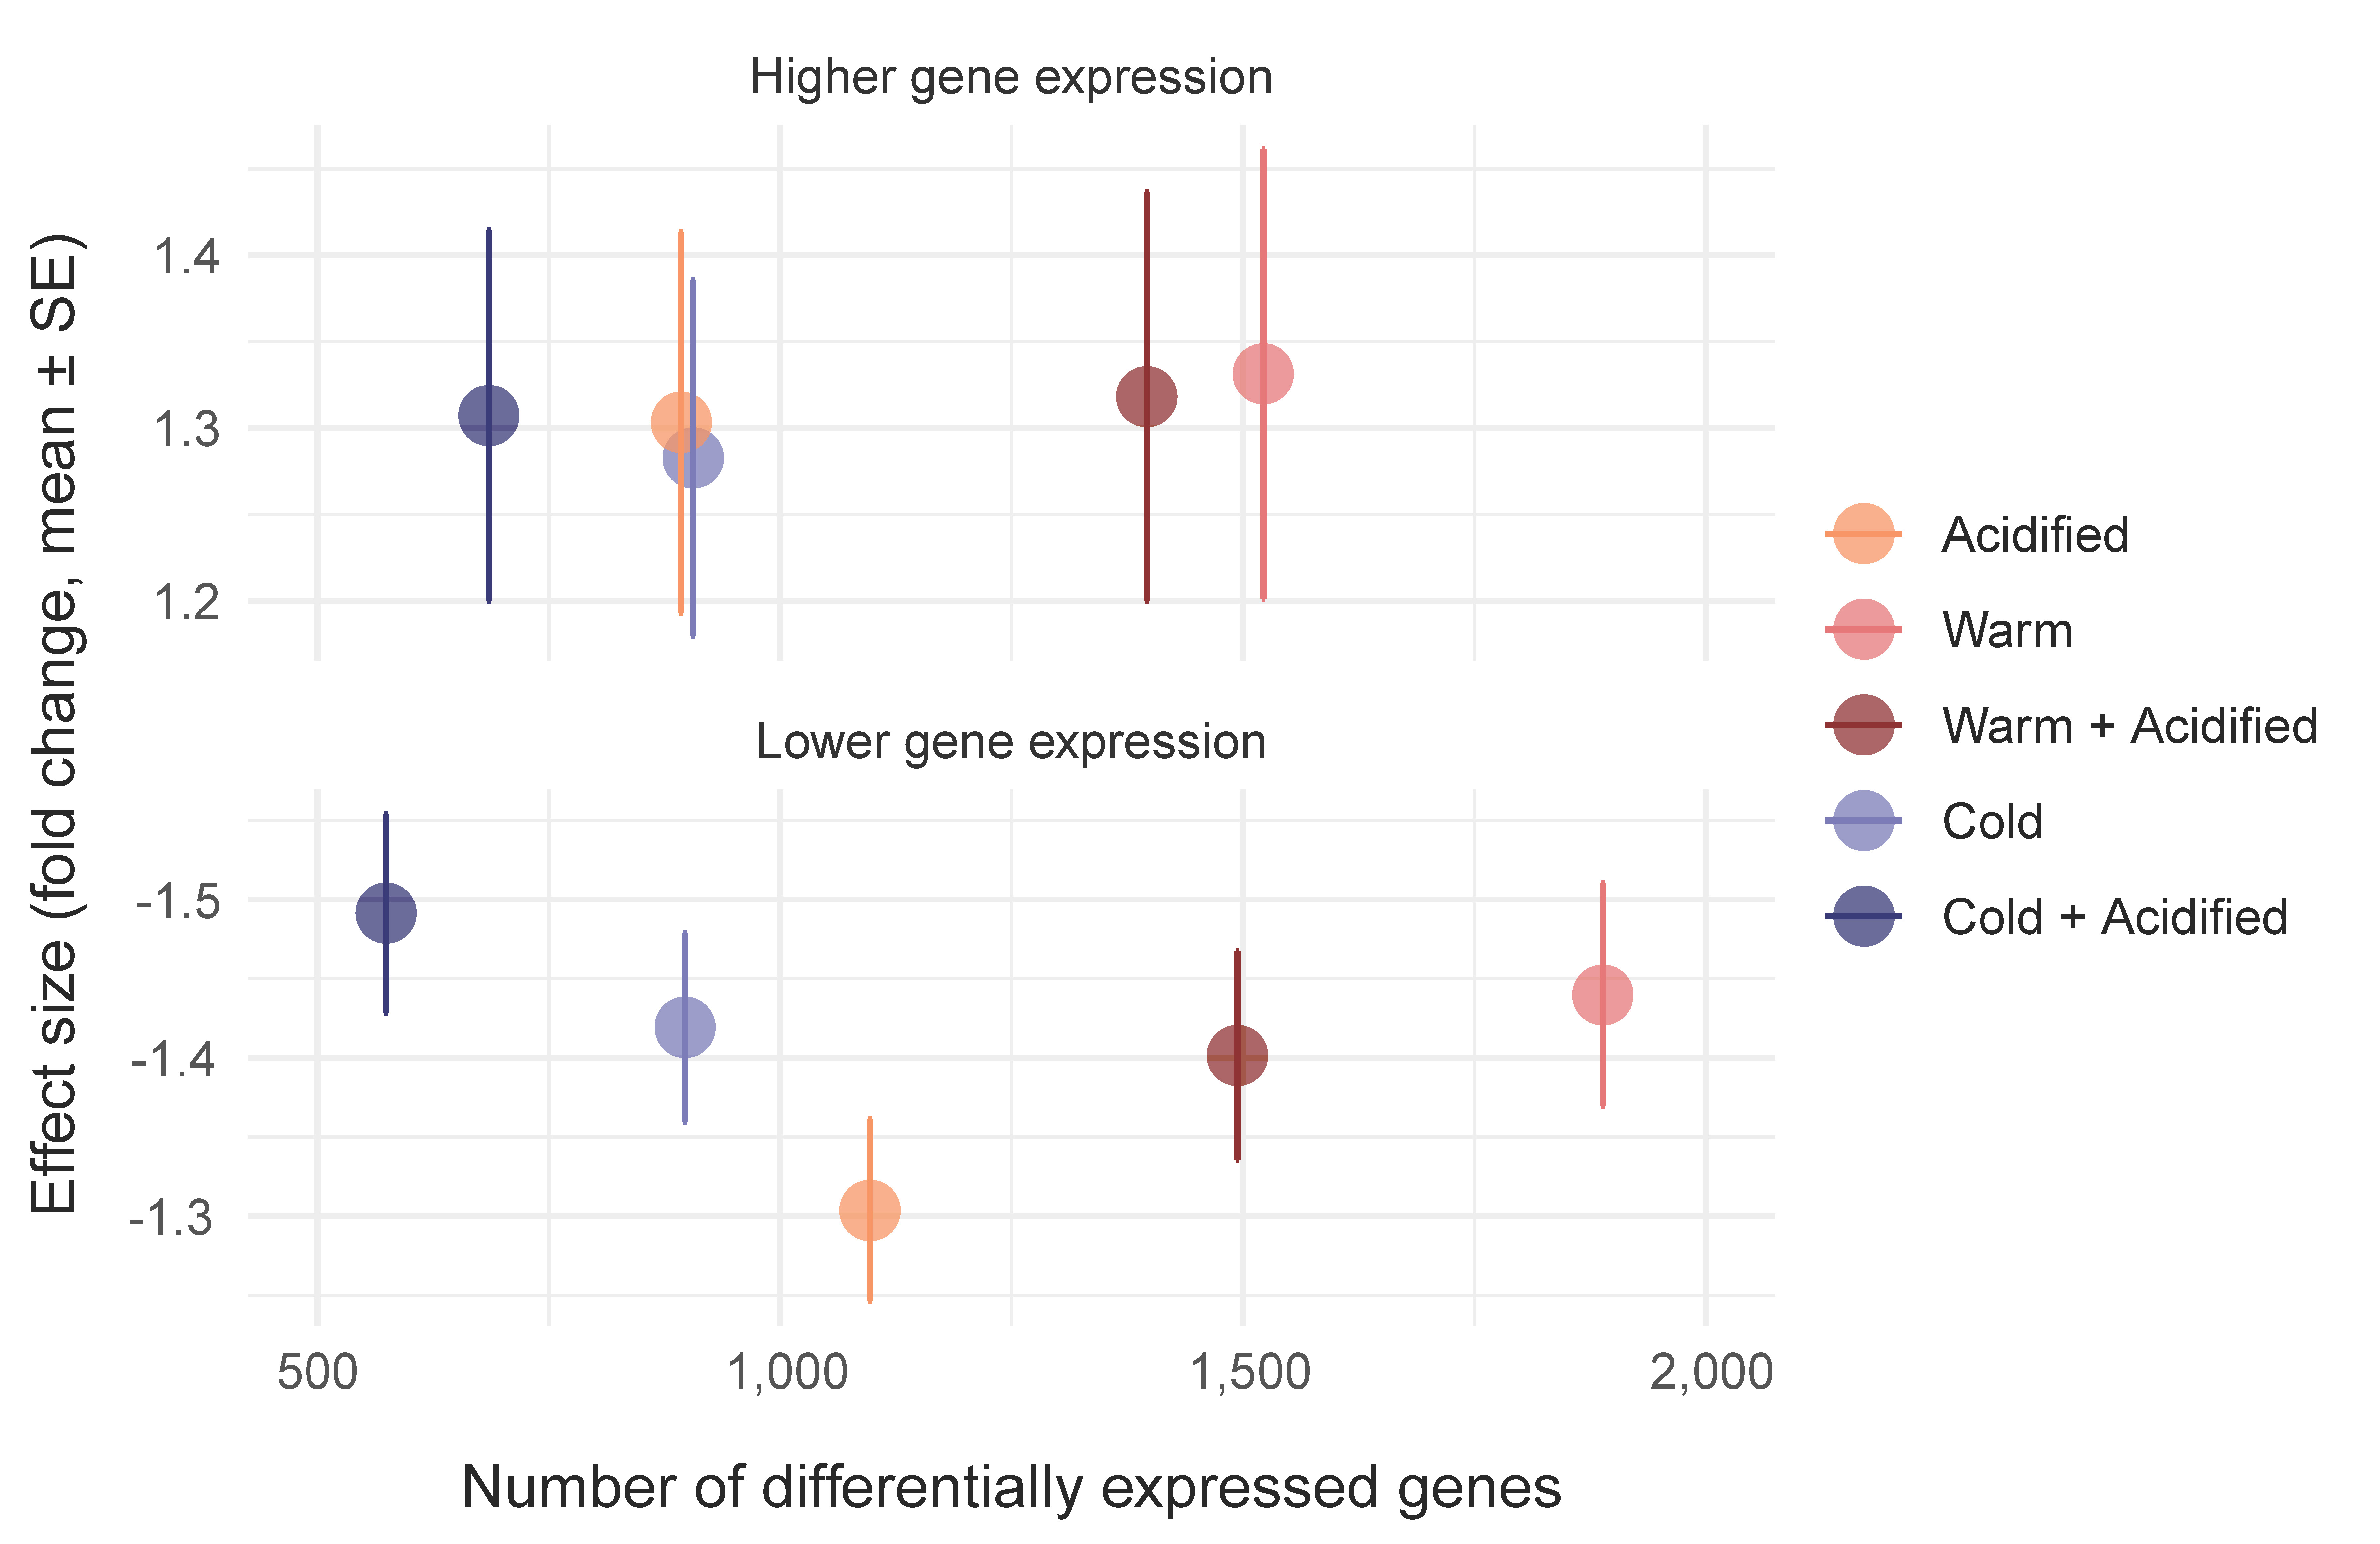 Higher gene expression
Effect size (fold change, mean ± SE)
1.4
1.3
1.2
Lower gene expression
-1.5
-1.4
-1.3
500
1,000
1,500
2,000
Number of differentially expressed genes
Acidified
Warm
Warm + Acidified
Cold
Cold + Acidified